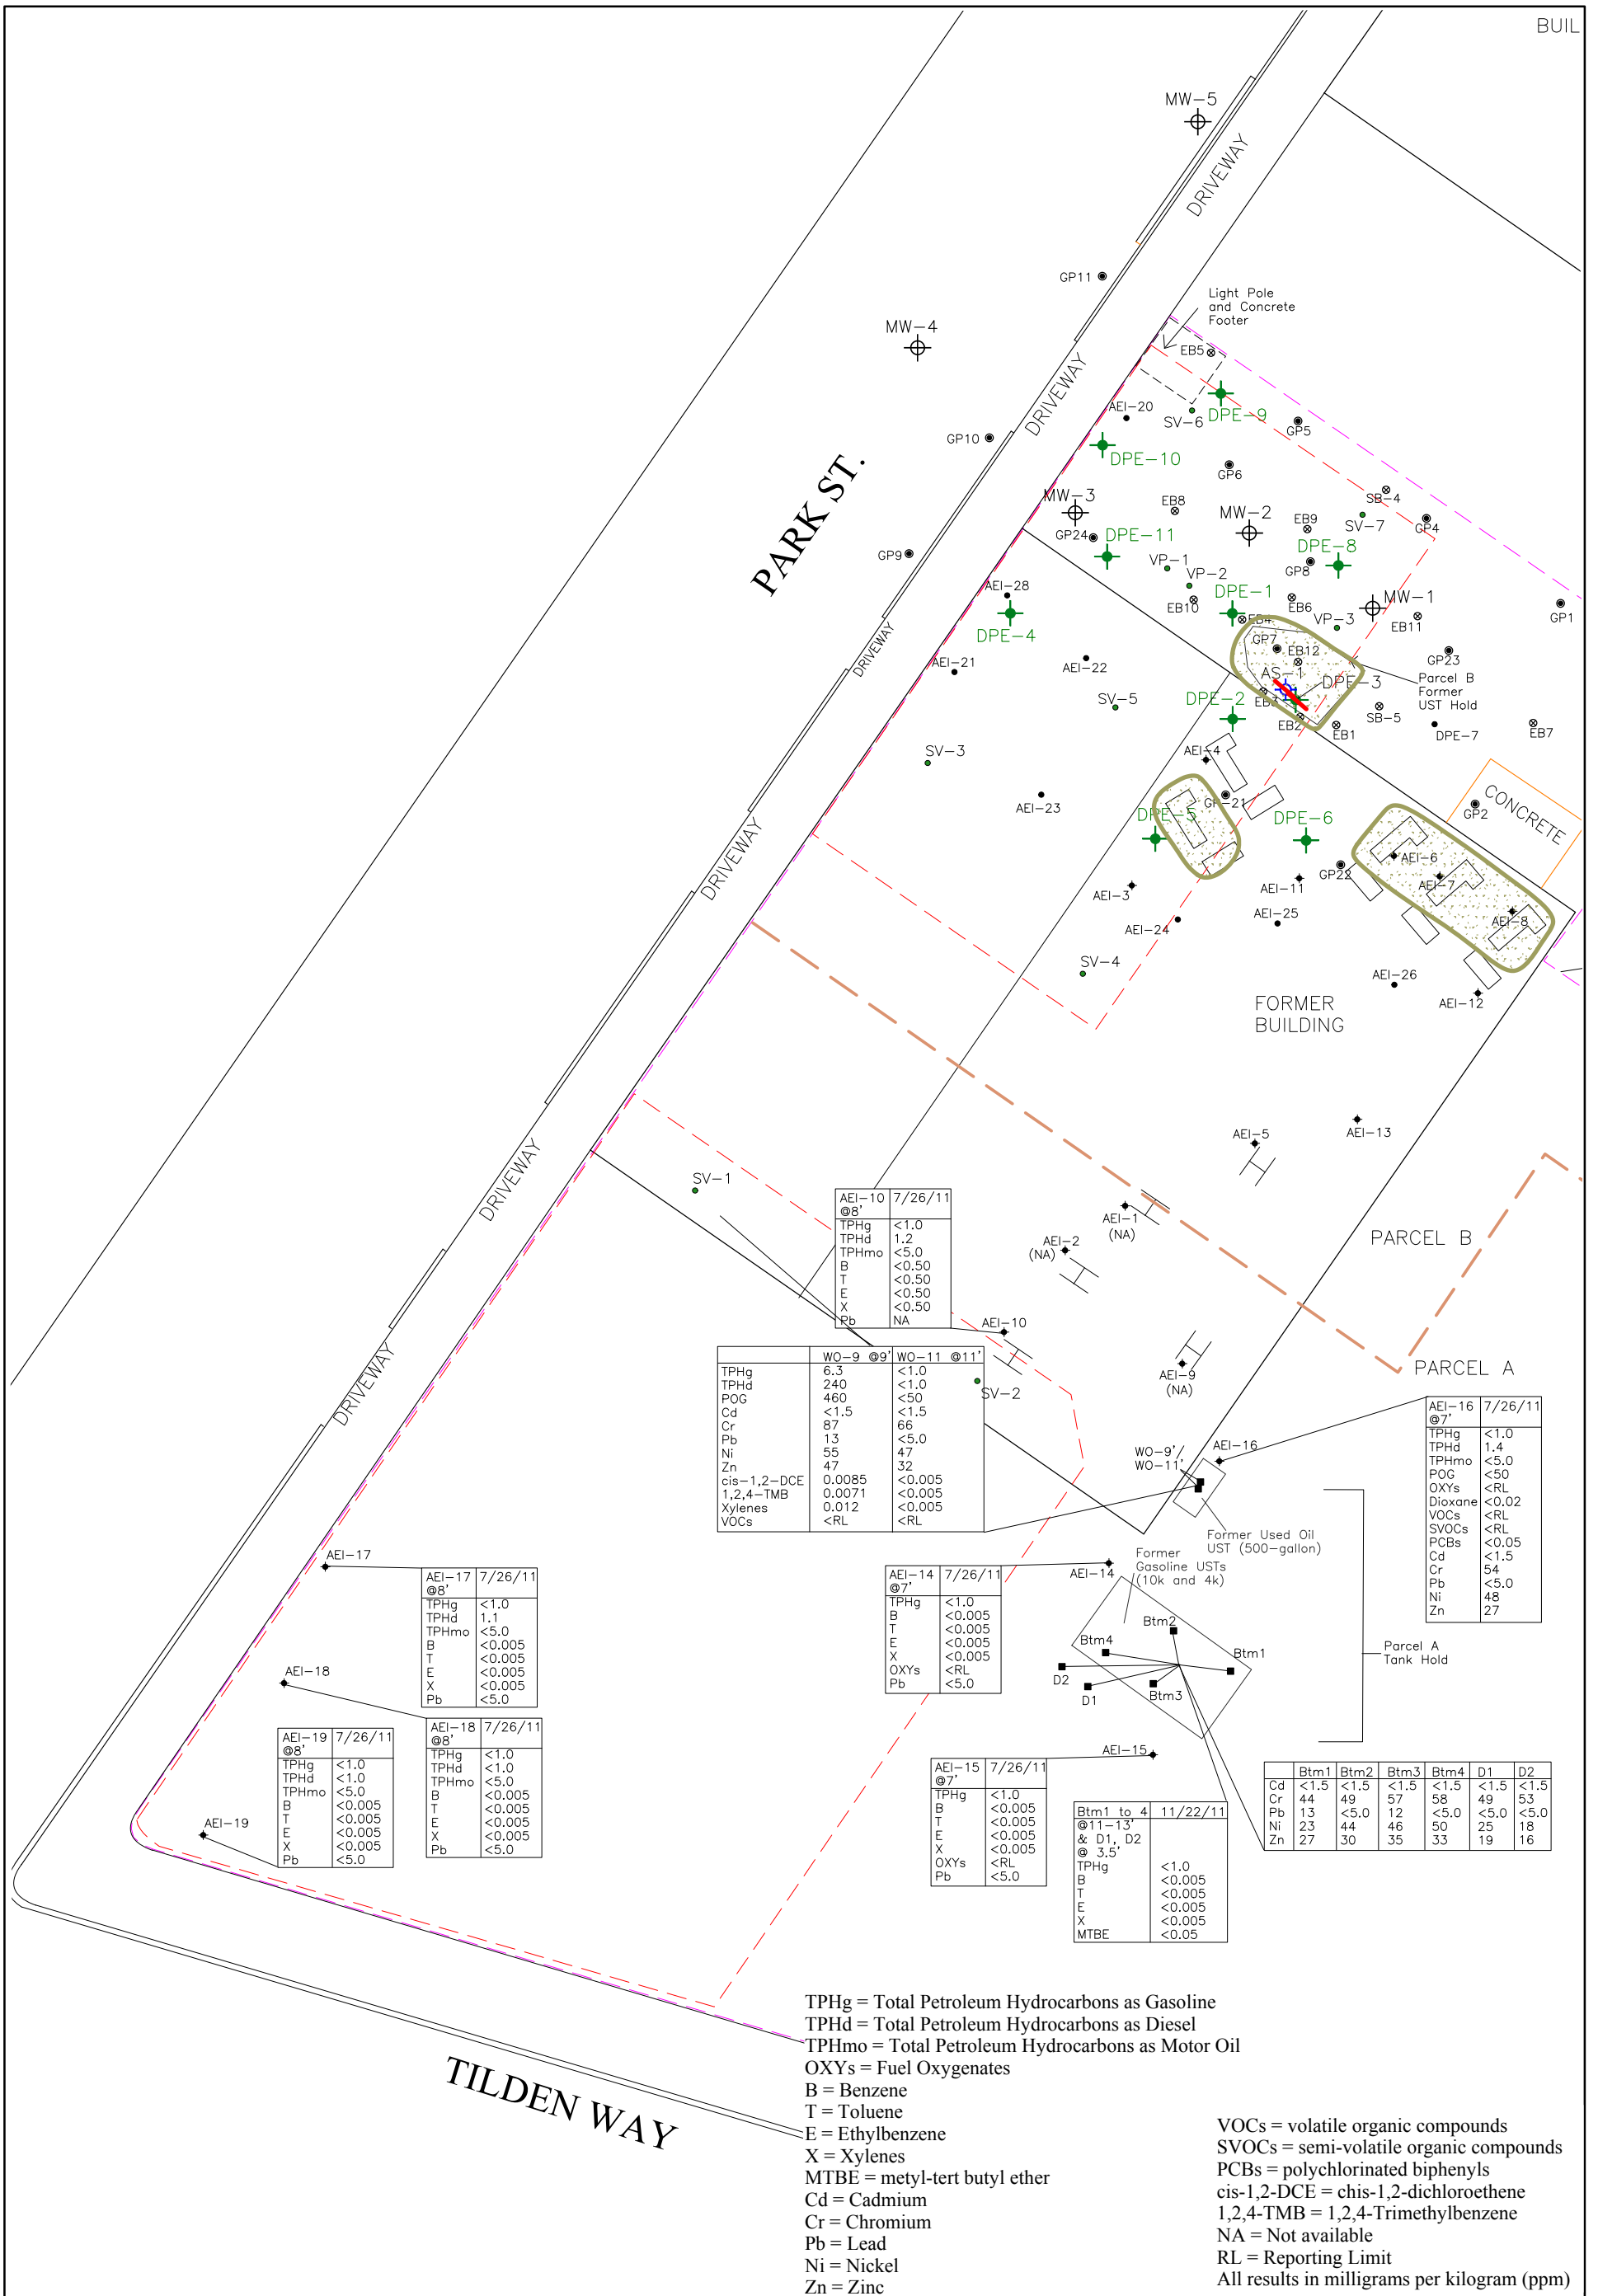 BUIL
MW-5
DRIVEWAY
GP11
Light Pole
and Concrete
Footer
MW-4
EB5
DRIVEWAY
AEI-20
SV-6
DPE-9
GP5
GP10
DPE-10
GP6
PARK ST.
MW-3
EB8
MW-2
SB-4
EB9
SV-7
GP4
GP24
DPE-11
DPE-8
GP9
VP-1
VP-2
GP8
AEI-28
EB10
DPE-1
EB6
MW-1
GP1
DPE-4
EB4
VP-3
EB11
DRIVEWAY
GP7
EB12
GP23
AEI-21
AEI-22
AS-1
DPE-3
Parcel B
Former
UST Hold
SV-5
DPE-2
EB3
EB2
EB1
SB-5
DPE-7
EB7
SV-3
AEI-4
AEI-23
GP-21
CONCRETE
GP2
DPE-5
DPE-6
DRIVEWAY
AEI-6
AEI-3
AEI-11
GP22
AEI-7
AEI-24
AEI-25
AEI-8
SV-4
AEI-26
AEI-12
FORMER
BUILDING
AEI-5
AEI-13
DRIVEWAY
SV-1
AEI-1
(NA)
AEI-2
(NA)
PARCEL B
AEI-10 7/26/11
@8'
TPHg <1.0
TPHd 1.2
TPHmo <5.0
B <0.50
T <0.50
E <0.50
X <0.50
Pb NA
AEI-10
DRIVEWAY
AEI-9
(NA)
PARCEL A
SV-2
WO-9 @9' WO-11 @11'
TPHg 6.3 <1.0
TPHd 240 <1.0
POG 460 <50
Cd <1.5 <1.5
Cr 87 66
Pb 13 <5.0
Ni 55 47
Zn 47 32
cis-1,2-DCE 0.0085 <0.005
1,2,4-TMB 0.0071 <0.005
Xylenes 0.012 <0.005
VOCs <RL <RL
AEI-16 7/26/11
@7'
TPHg <1.0
TPHd 1.4
TPHmo <5.0
POG <50
OXYs <RL
Dioxane <0.02
VOCs <RL
SVOCs <RL
PCBs <0.05
Cd <1.5
Cr 54
Pb <5.0
Ni 48
Zn 27
WO-9'/
WO-11'
AEI-16
Former Used Oil
UST (500-gallon)
Former
Gasoline USTs
(10k and 4k)
AEI-17
AEI-17 7/26/11
@8'
TPHg <1.0
TPHd 1.1
TPHmo <5.0
B <0.005
T <0.005
E <0.005
X <0.005
Pb <5.0
AEI-14 7/26/11
@7'
TPHg <1.0
B <0.005
T <0.005
E <0.005
X <0.005
OXYs <RL
Pb <5.0
AEI-14
Btm2
Btm4
Btm1
D2
D1
Btm3
Parcel A
Tank Hold
AEI-18
AEI-18 7/26/11
@8'
TPHg <1.0
TPHd <1.0
TPHmo <5.0
B <0.005
T <0.005
E <0.005
X <0.005
Pb <5.0
AEI-19 7/26/11
@8'
TPHg <1.0
TPHd <1.0
TPHmo <5.0
B <0.005
T <0.005
E <0.005
X <0.005
Pb <5.0
AEI-19
AEI-15
AEI-15 7/26/11
@7'
TPHg <1.0
B <0.005
T <0.005
E <0.005
X <0.005
OXYs <RL
Pb <5.0
Btm1 to 4 11/22/11
@11-13'
& D1, D2
@ 3.5'
TPHg <1.0
B <0.005
T <0.005
E <0.005
X <0.005
MTBE <0.05
Btm1 Btm2 Btm3 Btm4 D1 D2
Cd <1.5 <1.5 <1.5 <1.5 <1.5 <1.5
Cr 44 49 57 58 49 53
Pb 13 <5.0 12 <5.0 <5.0 <5.0
Ni 23 44 46 50 25 18
Zn 27 30 35 33 19 16
TILDEN WAY
TPHg = Total Petroleum Hydrocarbons as Gasoline
TPHd = Total Petroleum Hydrocarbons as Diesel
TPHmo = Total Petroleum Hydrocarbons as Motor Oil
OXYs = Fuel Oxygenates
B = Benzene
T = Toluene
E = Ethylbenzene
X = Xylenes
MTBE = metyl-tert butyl ether
Cd = Cadmium
Cr = Chromium
Pb = Lead
Ni = Nickel
Zn = Zinc
VOCs = volatile organic compounds
SVOCs = semi-volatile organic compounds
PCBs = polychlorinated biphenyls
cis-1,2-DCE = chis-1,2-dichloroethene
1,2,4-TMB = 1,2,4-Trimethylbenzene
NA = Not available
RL = Reporting Limit
All results in milligrams per kilogram (ppm)